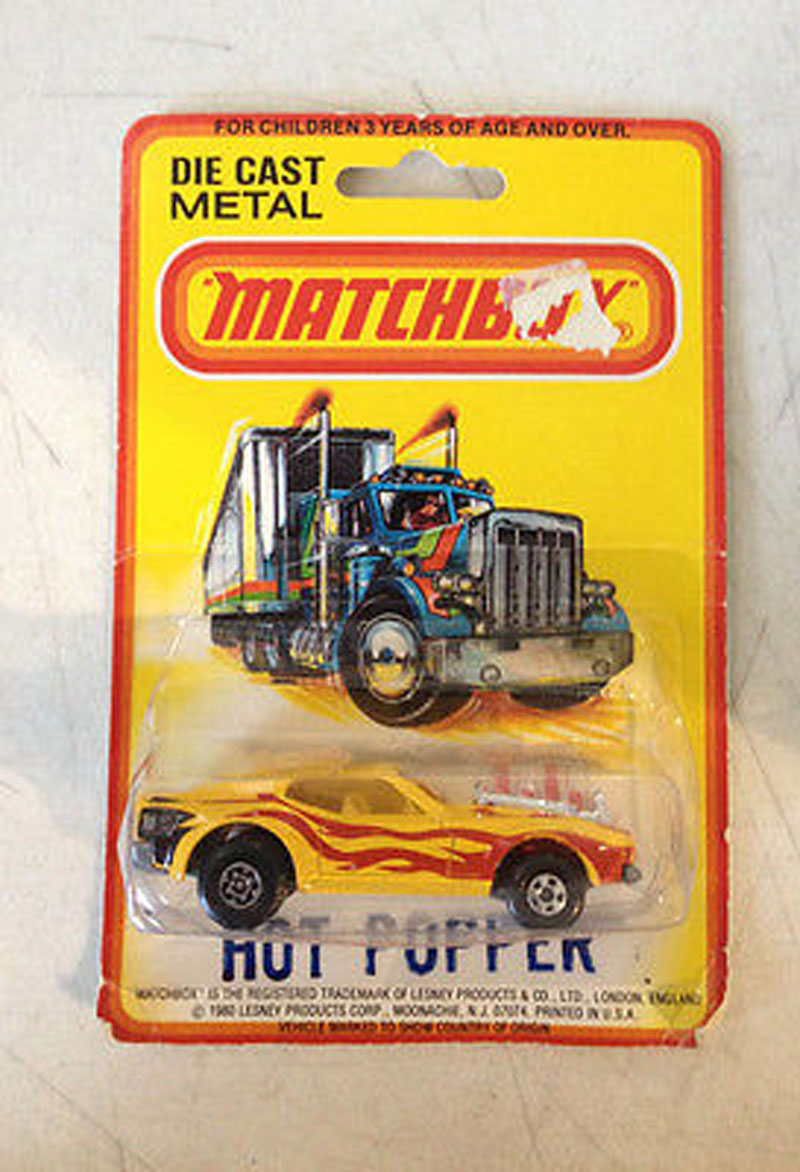 FOR CHILDREN 3 YEARS OF AGE AND OVER.
DIE CAST
METAL
"MATCHBOX"®
HOT POPPER
MATCHBOX" IS THE REGISTERED TRADEMARK OF LESNEY PRODUCTS & CO., LTD., LONDON, ENGLAND
© 1980 LESNEY PRODUCTS CORP., MOONACHIE, N.J. 07074. PRINTED IN U.S.A.
VEHICLE MARKED TO SHOW COUNTRY OF ORIGIN